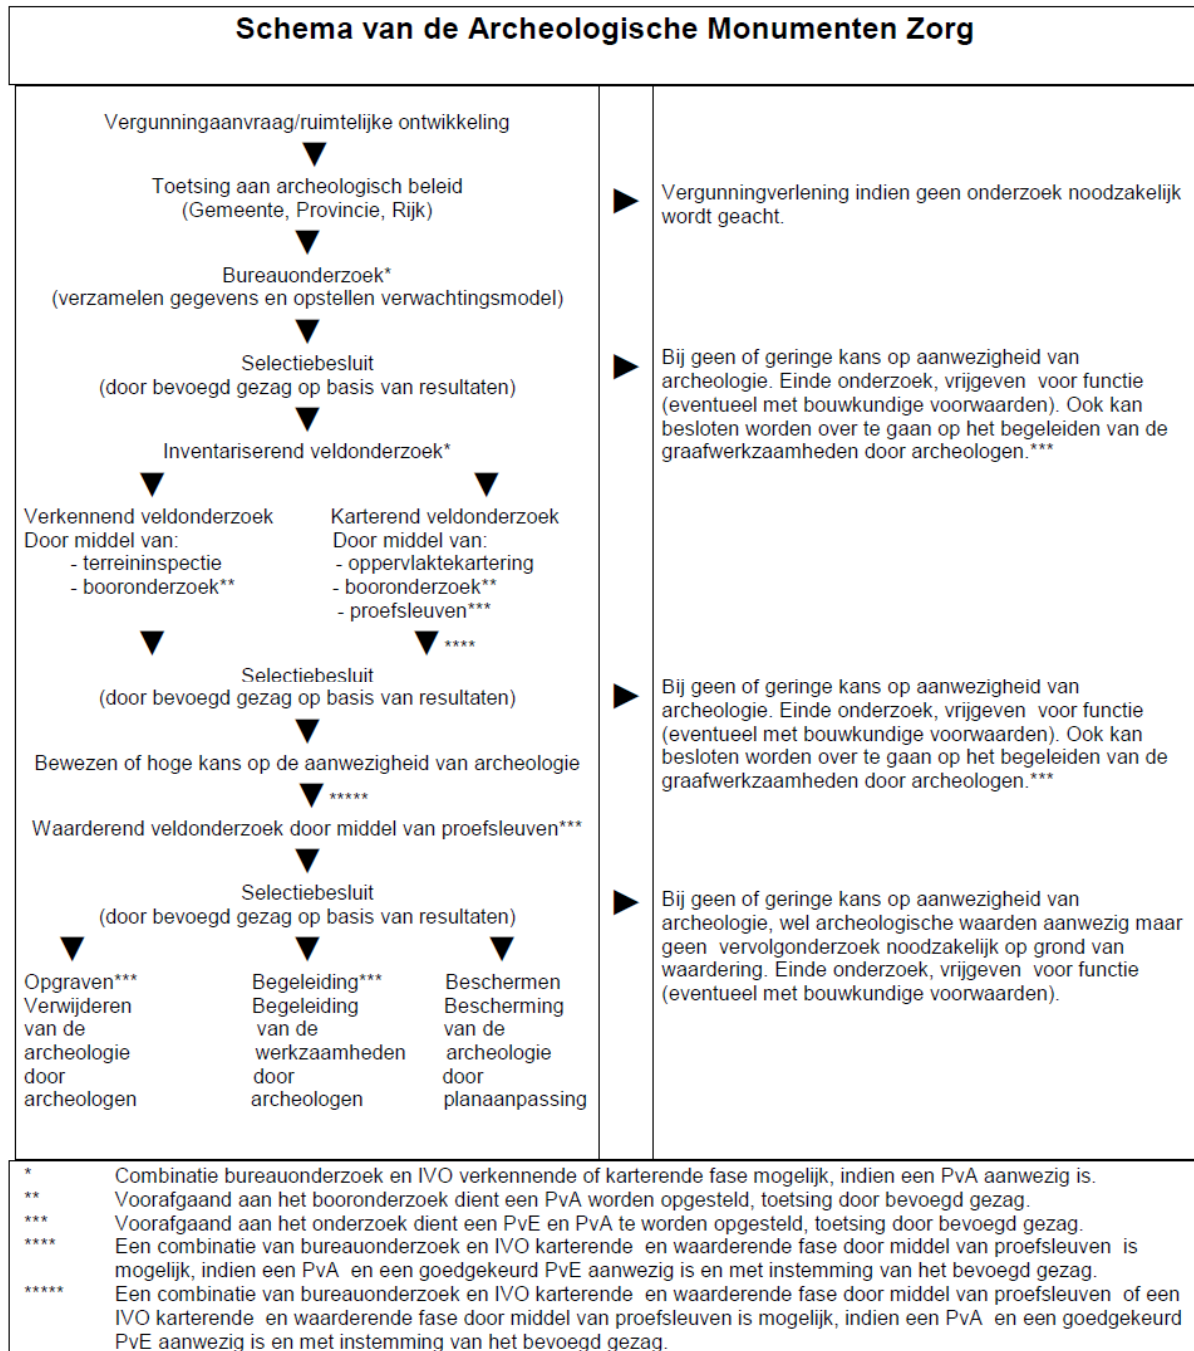 Schema van de Archeologische Monumenten Zorg
Vergunningaanvraag/ruimtelijke ontwikkeling
Toetsing aan archeologisch beleid
(Gemeente, Provincie, Rijk)
Vergunningverlening indien geen onderzoek noodzakelijk
wordt geacht.
Bureauonderzoek*
(verzamelen gegevens en opstellen verwachtingsmodel)
Selectiebesluit
(door bevoegd gezag op basis van resultaten)
Bij geen of geringe kans op aanwezigheid van
archeologie. Einde onderzoek, vrijgeven voor functie
(eventueel met bouwkundige voorwaarden). Ook kan
besloten worden over te gaan op het begeleiden van de
graafwerkzaamheden door archeologen.***
Inventariserend veldonderzoek*
Verkennend veldonderzoek
Door middel van:
- terreininspectie
- booronderzoek**
Karterend veldonderzoek
Door middel van:
- oppervlaktekartering
- booronderzoek**
- proefsleuven***
****
Selectiebesluit
(door bevoegd gezag op basis van resultaten)
Bij geen of geringe kans op aanwezigheid van
archeologie. Einde onderzoek, vrijgeven voor functie
(eventueel met bouwkundige voorwaarden). Ook kan
besloten worden over te gaan op het begeleiden van de
graafwerkzaamheden door archeologen.***
Bewezen of hoge kans op de aanwezigheid van archeologie
*****
Waarderend veldonderzoek door middel van proefsleuven***
Selectiebesluit
(door bevoegd gezag op basis van resultaten)
Bij geen of geringe kans op aanwezigheid van
archeologie, wel archeologische waarden aanwezig maar
geen vervolgonderzoek noodzakelijk op grond van
waardering. Einde onderzoek, vrijgeven voor functie
(eventueel met bouwkundige voorwaarden).
Opgraven***
Verwijderen
van de
archeologie
door
archeologen
Begeleiding***
Begeleiding
van de
werkzaamheden
door
archeologen
Beschermen
Bescherming
van de
archeologie
door
planaanpassing
* Combinatie bureauonderzoek en IVO verkennende of karterende fase mogelijk, indien een PvA aanwezig is.
** Voorafgaand aan het booronderzoek dient een PvA worden opgesteld, toetsing door bevoegd gezag.
*** Voorafgaand aan het onderzoek dient een PvE en PvA te worden opgesteld, toetsing door bevoegd gezag.
**** Een combinatie van bureauonderzoek en IVO karterende en waarderende fase door middel van proefsleuven is
mogelijk, indien een PvA en een goedgekeurd PvE aanwezig is en met instemming van het bevoegd gezag.
***** Een combinatie van bureauonderzoek en IVO karterende en waarderende fase door middel van proefsleuven of een
IVO karterende en waarderende fase door middel van proefsleuven is mogelijk, indien een PvA en een goedgekeurd
PvE aanwezig is en met instemming van het bevoegd gezag.